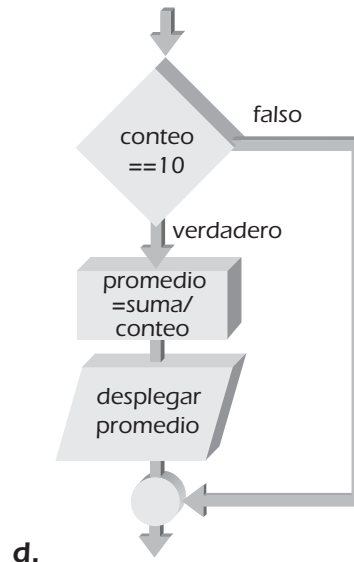 falso
conteo
==10
verdadero
promedio
=suma/
conteo
desplegar
promedio
d.